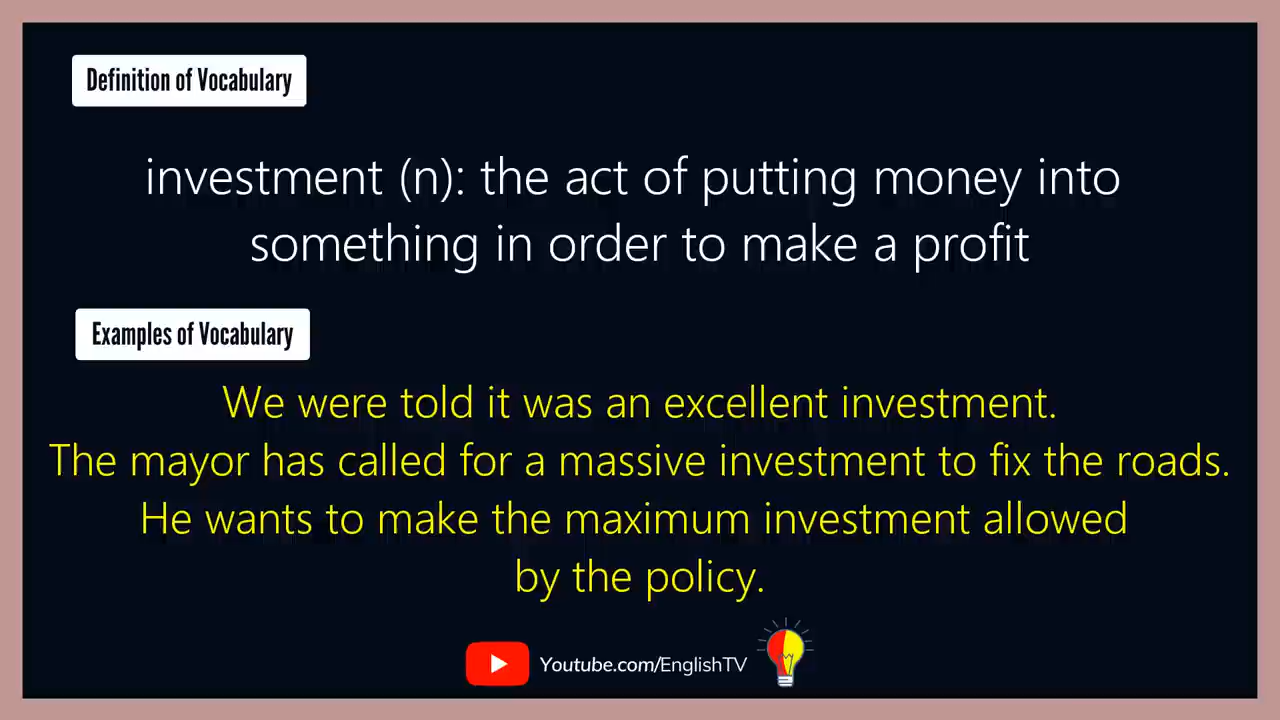 Definition of Vocabulary
investment (n): the act of putting money into
something in order to make a profit
Examples of Vocabulary
We were told it was an excellent investment.
The mayor has called for a massive investment to fix the roads.
He wants to make the maximum investment allowed
by the policy.
Youtube.com/EnglishTV